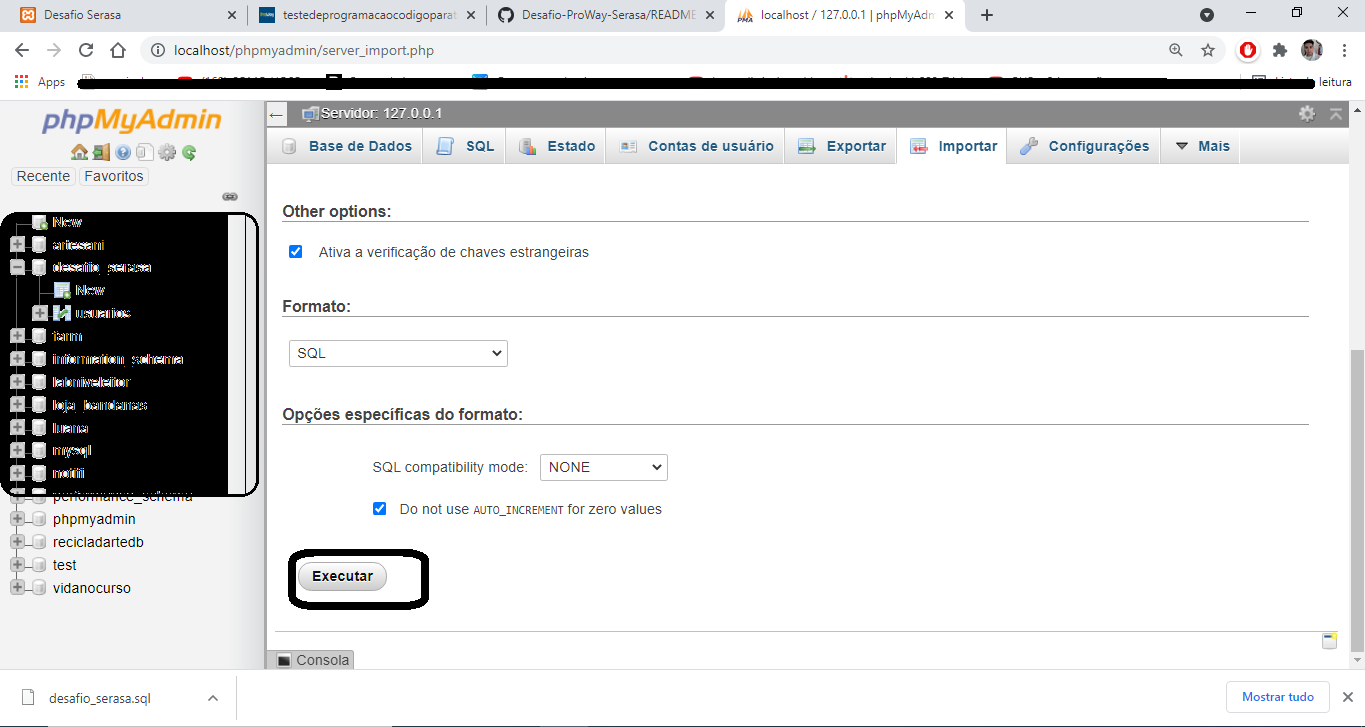 Desafio Serasa
testedeprogramacaocodigoparat
Desafio-ProWay-Serasa/README
localhost / 127.0.0.1 | phpMyAdm
localhost/phpmyadmin/server_import.php
Apps
leitura
phpMyAdmin
Recente
Favoritos
New
artesani
desafio_serasa
New
usuarios
farm
information_schema
labniveleitor
loja_bandanas
luana
mysql
notifi
performance_schema
phpmyadmin
recicladartedb
test
vidanocurso
Servidor: 127.0.0.1
Base de Dados
SQL
Estado
Contas de usuário
Exportar
Importar
Configurações
Mais
Other options:
Ativa a verificação de chaves estrangeiras
Formato:
SQL
Opções específicas do formato:
SQL compatibility mode: NONE
Do not use AUTO_INCREMENT for zero values
Executar
Consola
desafio_serasa.sql
Mostrar tudo